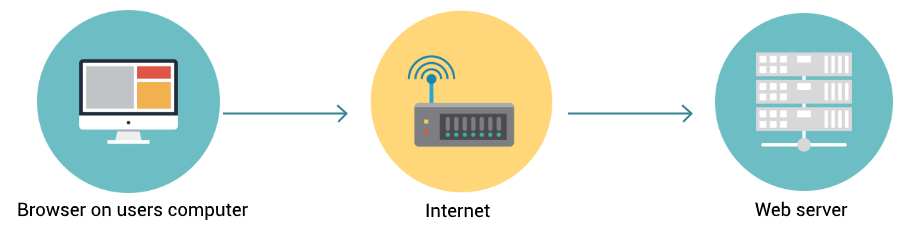 Browser on users computer
Internet
Web server